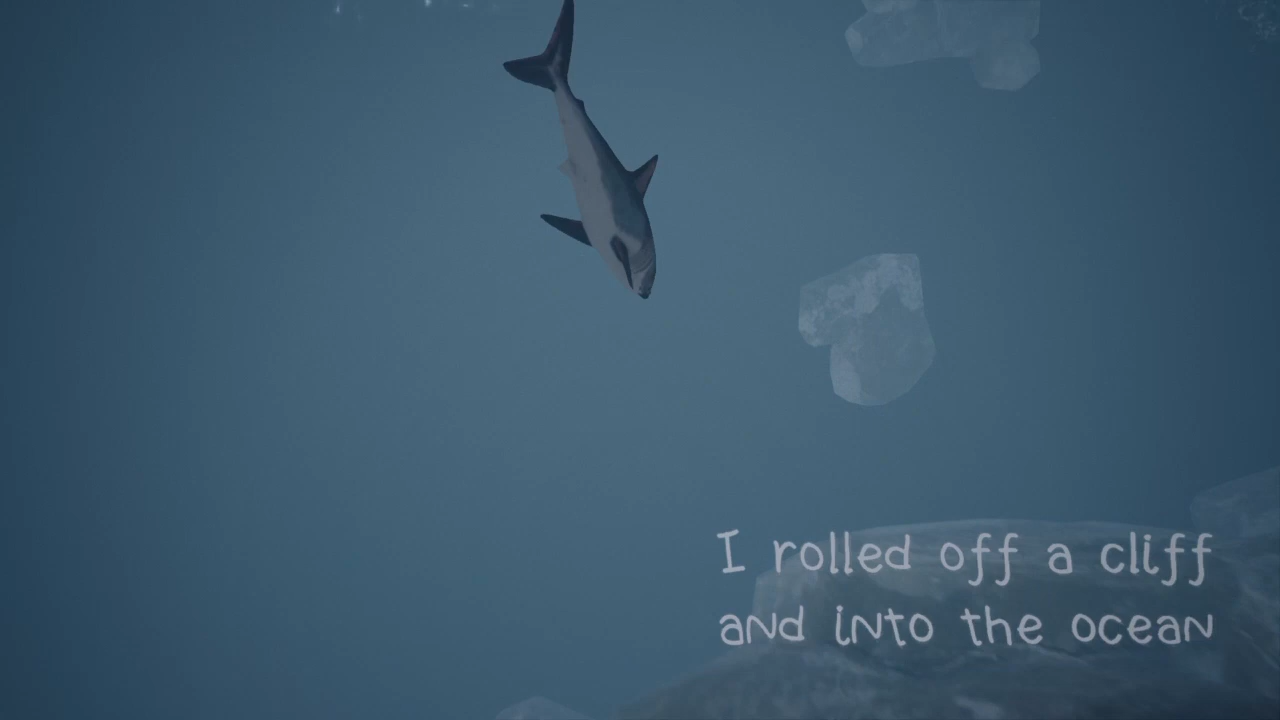 I rolled off a cliff
and into the ocean